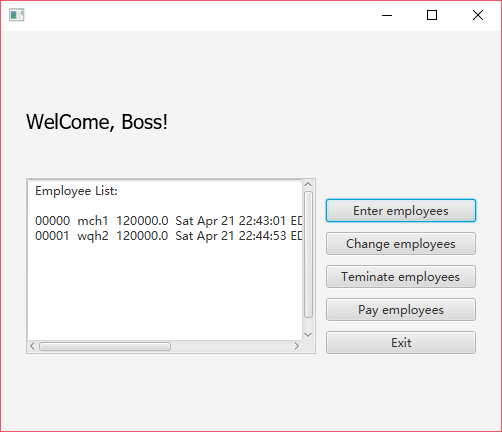 WelCome, Boss!
Employee List:
00000 mch1 120000.0 Sat Apr 21 22:43:01 ED
00001 wqh2 120000.0 Sat Apr 21 22:44:53 ED
Enter employees
Change employees
Teminate employees
Pay employees
Exit